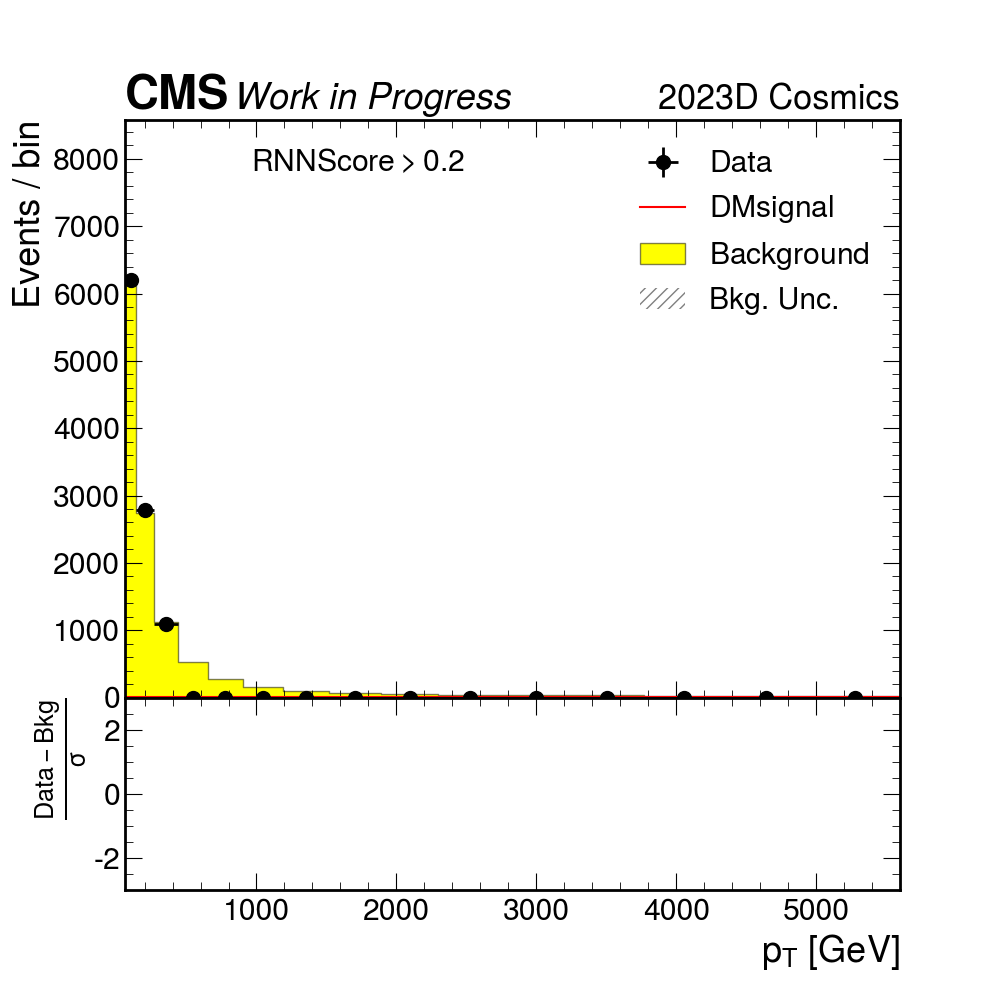 CMS Work in Progress 2023D Cosmics
Events / bin
RNNScore > 0.2
Data
DMsignal
Background
Bkg. Unc.
8000
7000
6000
5000
4000
3000
2000
1000
0
Data – Bkg
σ
2
0
-2
1000 2000 3000 4000 5000
pT [GeV]